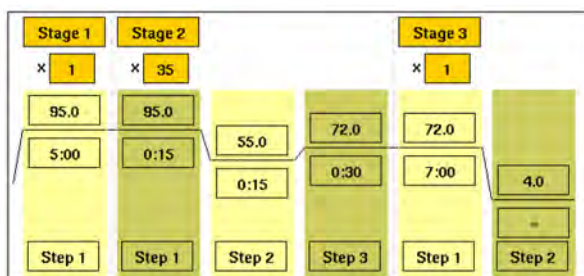 Stage 1 Stage 2 Stage 3
× 1 × 35 × 1
95.0 95.0 55.0 72.0 72.0 4.0
5:00 0:15 0:15 0:30 7:00 ∞
Step 1 Step 1 Step 2 Step 3 Step 1 Step 2